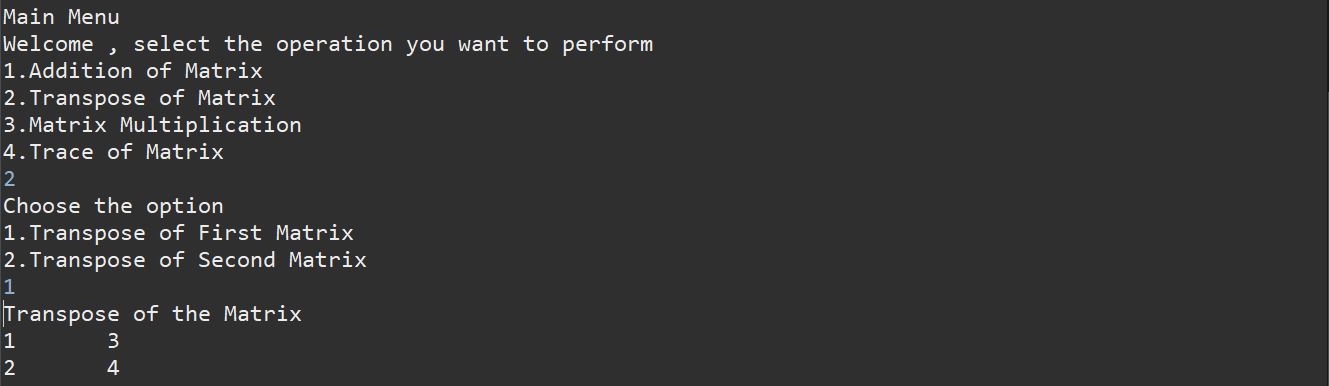 Main Menu
Welcome , select the operation you want to perform
1.Addition of Matrix
2.Transpose of Matrix
3.Matrix Multiplication
4.Trace of Matrix
2
Choose the option
1.Transpose of First Matrix
2.Transpose of Second Matrix
1
Transpose of the Matrix
1       3
2       4